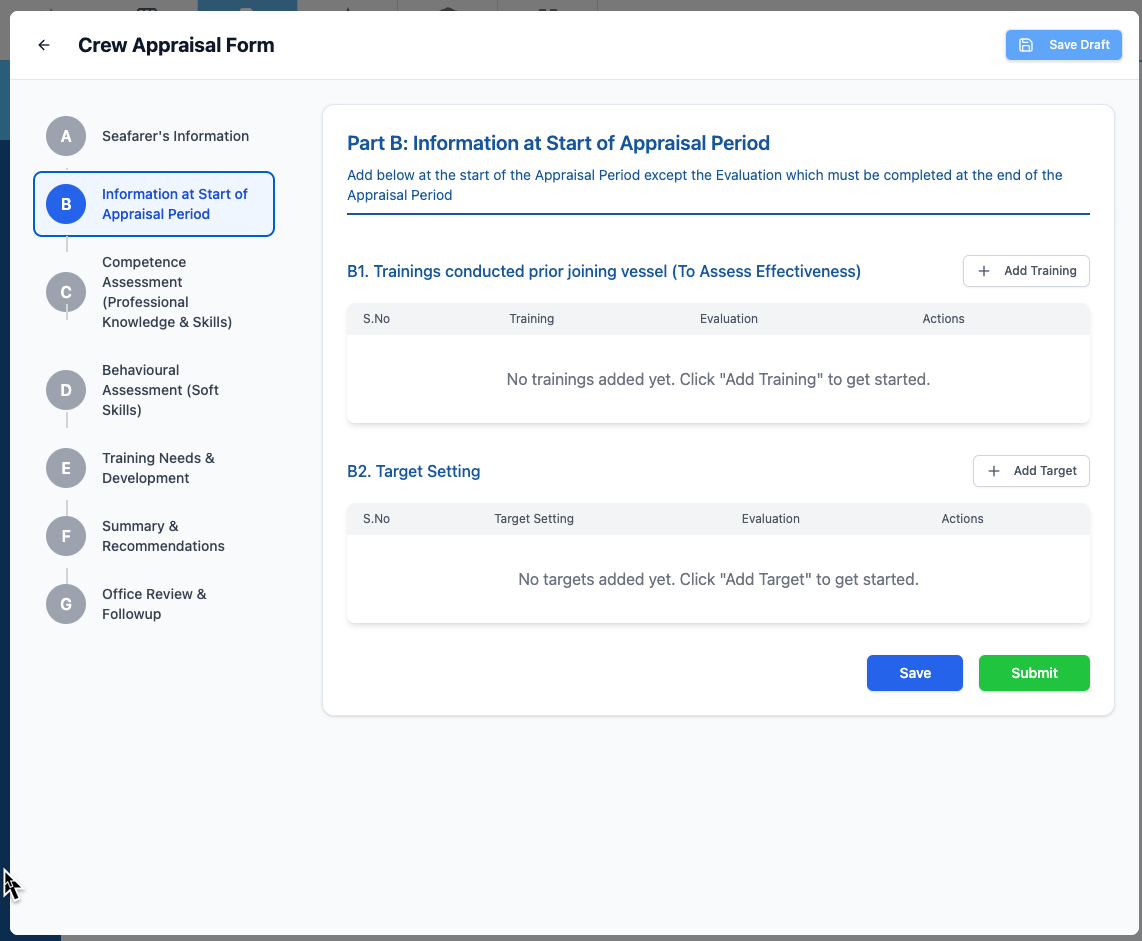 Crew Appraisal Form
Save Draft
A
Seafarer's Information
B
Information at Start of
Appraisal Period
C
Competence
Assessment
(Professional
Knowledge & Skills)
D
Behavioural
Assessment (Soft
Skills)
E
Training Needs &
Development
F
Summary &
Recommendations
G
Office Review &
Followup
Part B: Information at Start of Appraisal Period
Add below at the start of the Appraisal Period except the Evaluation which must be completed at the end of the
Appraisal Period
B1. Trainings conducted prior joining vessel (To Assess Effectiveness)
Add Training
S.No Training Evaluation Actions
No trainings added yet. Click "Add Training" to get started.
B2. Target Setting
Add Target
S.No Target Setting Evaluation Actions
No targets added yet. Click "Add Target" to get started.
Save
Submit